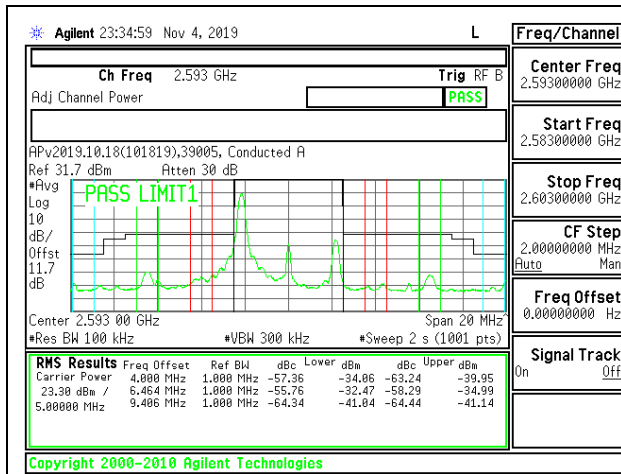 Agilent 23:34:59 Nov 4, 2019 L
Freq/Channel
Ch Freq 2.593 GHz Trig RF B
Adj Channel Power PASS
Center Freq
2.59300000 GHz
Start Freq
2.58300000 GHz
Stop Freq
2.60300000 GHz
CF Step
2.00000000 MHz
Auto Man
Freq Offset
0.00000000 Hz
Signal Track
On Off
APv2019.10.18(101819),39005, Conducted A
Ref 31.7 dBm Atten 30 dB
#Avg
Log
10
dB/
Offst
11.7
dB
PASS LIMIT1
Center 2.593 00 GHz Span 20 MHz^
#Res BW 100 kHz #VBW 300 kHz #Sweep 2 s (1001 pts)
RMS Results Freq Offset Ref BW dBc Lower dBm dBc Upper dBm
Carrier Power 4.000 MHz 1.000 MHz -57.36 -34.06 -63.24 -39.95
23.30 dBm / 6.464 MHz 1.000 MHz -55.76 -32.47 -58.29 -34.99
5.00000 MHz 9.406 MHz 1.000 MHz -64.34 -41.04 -64.44 -41.14
Copyright 2000-2010 Agilent Technologies